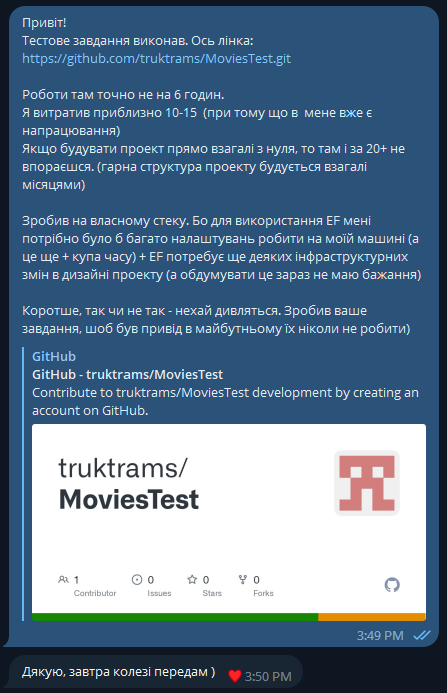 Привіт!
Тестове завдання виконав. Ось лінка:
https://github.com/truktrams/MoviesTest.git
Роботи там точно не на 6 годин.
Я витратив приблизно 10-15  (при тому що в  мене вже є
напрацювання)
Якщо будувати проект прямо взагалі з нуля, то там і за 20+ не
впораєшся. (гарна структура проекту будується взагалі
місяцями)
Зробив на власному стеку. Бо для використання EF мені
потрібно було б багато налаштувань робити на моїй машині (а
це ще + купа часу) + EF потребує ще деяких інфраструктурних
змін в дизайні проекту (а обдумувати це зараз не маю бажання)
Коротше, так чи не так - нехай дивляться. Зробив ваше
завдання, шоб був привід в майбутньому їх ніколи не робити)
GitHub
GitHub - truktrams/MoviesTest
Contribute to truktrams/MoviesTest development by creating an
account on GitHub.
truktrams/
MoviesTest
1
Contributor
0
Issues
0
Stars
0
Forks
3:49 PM
Дякую, завтра колезі передам )
3:50 PM